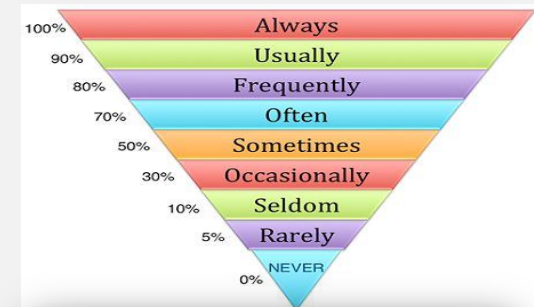 100% Always
90% Usually
80% Frequently
70% Often
50% Sometimes
30% Occasionally
10% Seldom
5% Rarely
0% NEVER